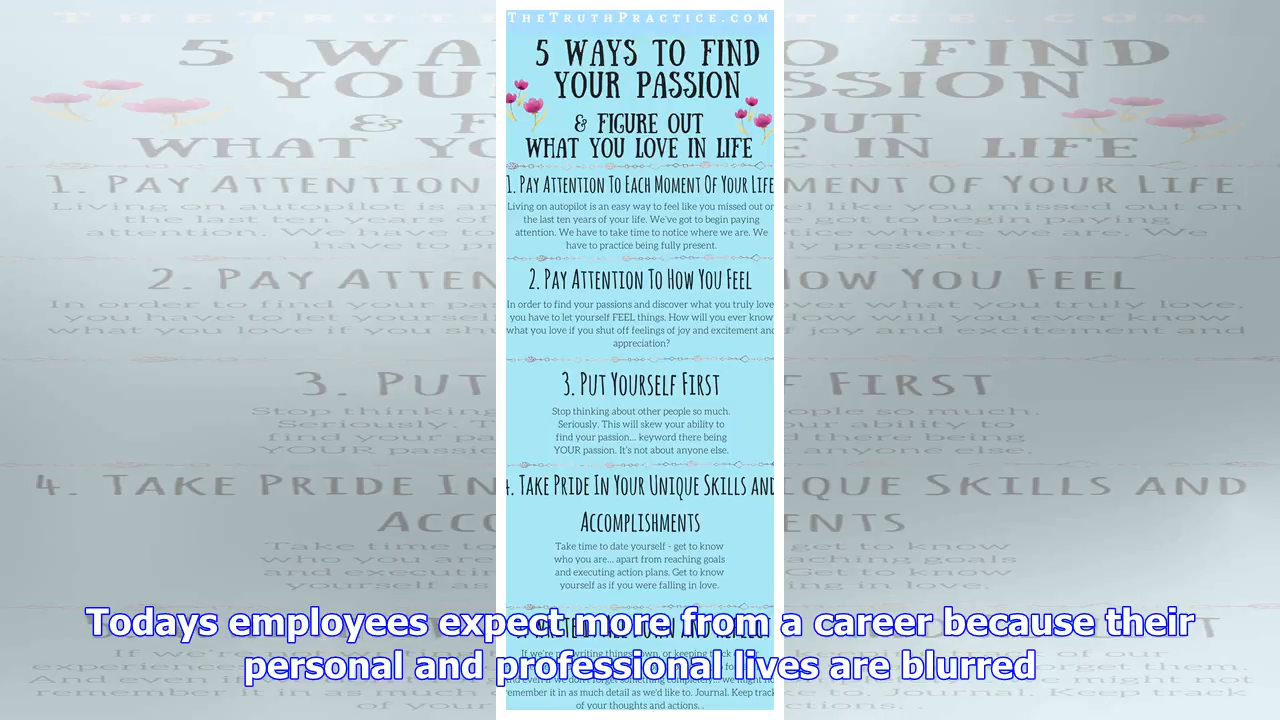 THETRUTHPRACTICE.COM
5 WAYS TO FIND
YOUR PASSION
& FIGURE OUT
WHAT YOU LOVE IN LIFE
1. PAY ATTENTION TO EACH MOMENT OF YOUR LIFE
Living on autopilot is an easy way to feel like you missed out on
the last ten years of your life. We've got to begin paying
attention. We have to take time to notice where we are. We
have to practice being fully present.
2. PAY ATTENTION TO HOW YOU FEEL
In order to find your passions and discover what you truly love
you have to let yourself FEEL things. How will you ever know
what you love if you shut off feelings of joy and excitement and
appreciation?
3. PUT YOURSELF FIRST
Stop thinking about other people so much.
Seriously. This will skew your ability to
find your passion... keyword there being
YOUR passion. It's not about anyone else.
4. TAKE PRIDE IN YOUR UNIQUE SKILLS AND
ACCOMPLISHMENTS
Take time to date yourself - get to know
who you are... apart from reaching goals
and executing action plans. Get to know
yourself as if you were falling in love.
Todays employees expect more from a career because their
personal and professional lives are blurred
remember it in as much detail as we'd like to. Journal. Keep track
of your thoughts and actions. .